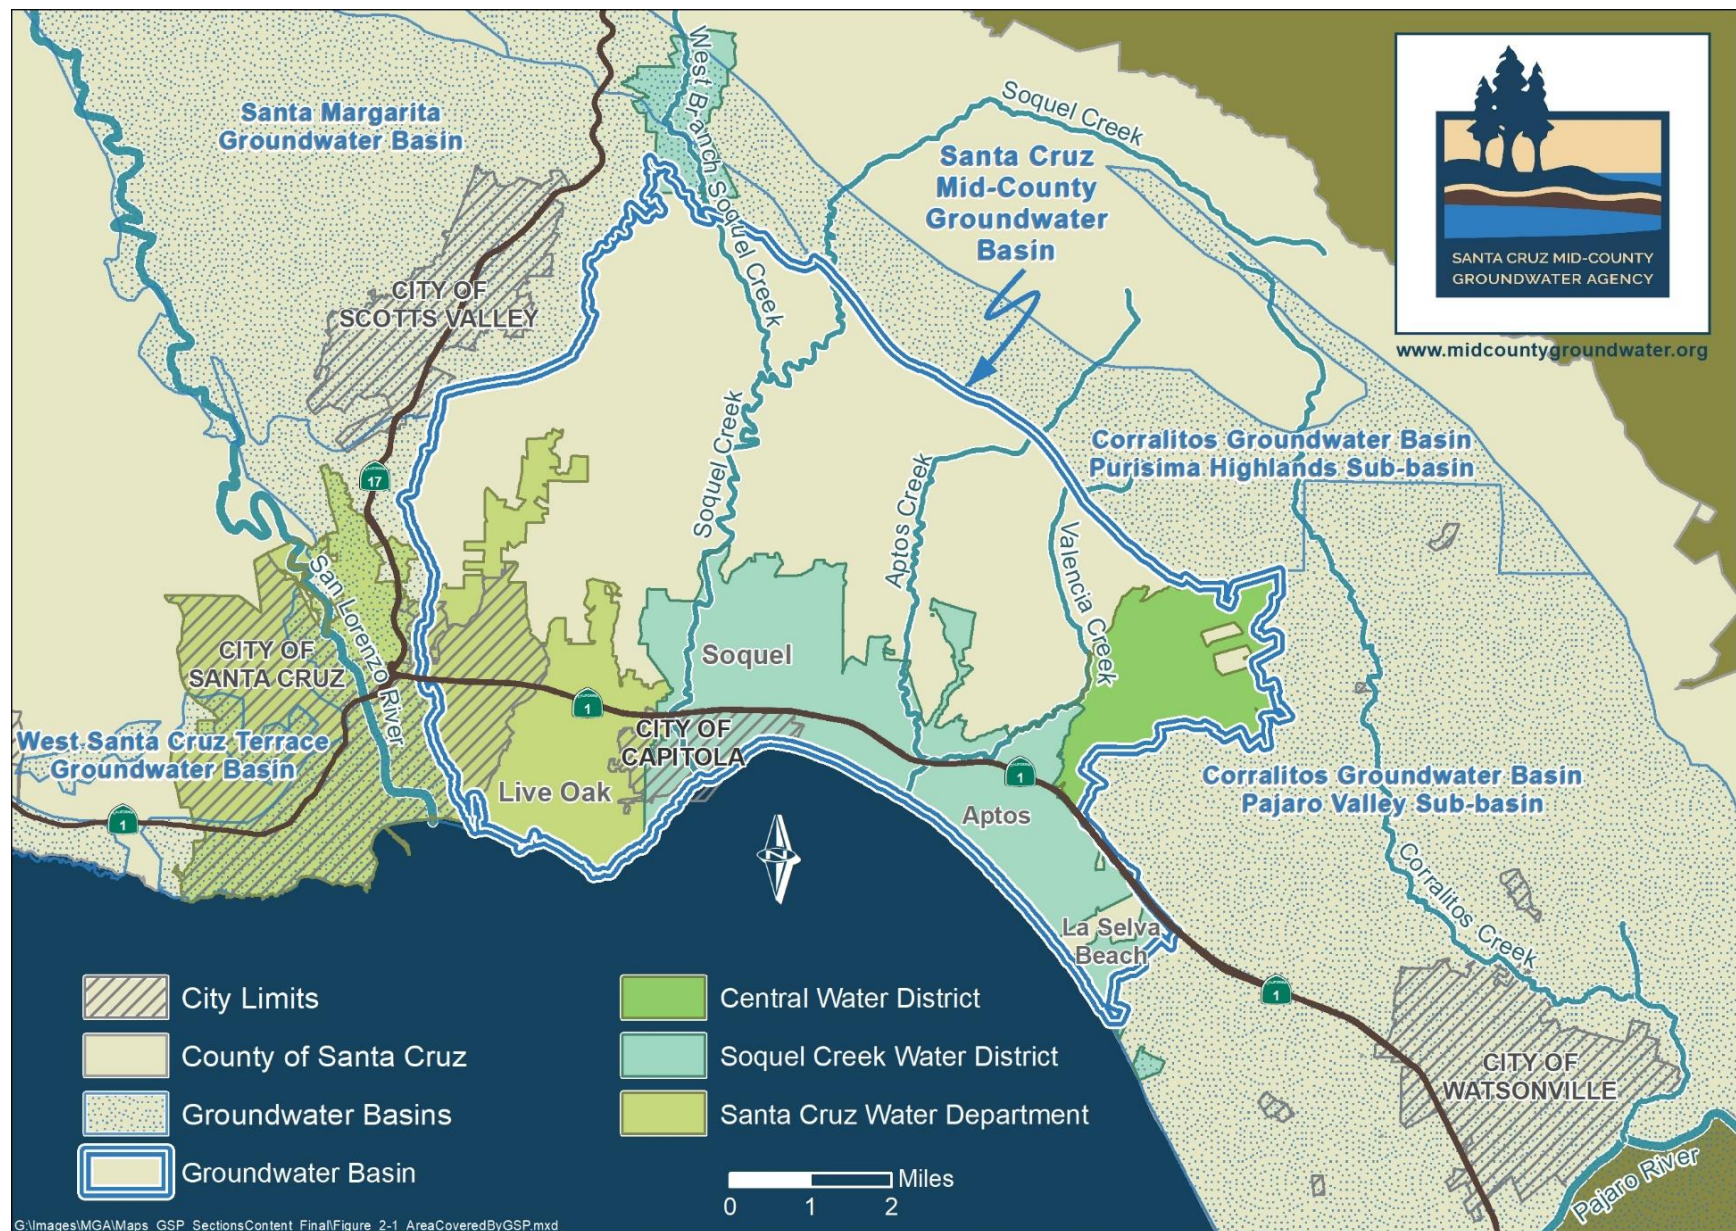 West Branch Soquel Creek
Santa Margarita
Groundwater Basin
Soquel Creek
Santa Cruz
Mid-County
Groundwater
Basin
SANTA CRUZ MID-COUNTY
GROUNDWATER AGENCY
www.midcountygroundwater.org
CITY OF
SCOTTS VALLEY
Soquel Creek
Corralitos Groundwater Basin
Purisima Highlands Sub-basin
17
Aptos Creek
Valencia Creek
San Lorenzo River
CITY OF
SANTA CRUZ
Soquel
1
CITY OF
CAPITOLA
West Santa Cruz Terrace
Groundwater Basin
Live Oak
1
Corralitos Groundwater Basin
Pajaro Valley Sub-basin
Aptos
1
N
Corralitos Creek
La Selva
Beach
1
CITY OF
WATSONVILLE
Pajaro River
City Limits
County of Santa Cruz
Groundwater Basins
Groundwater Basin
Central Water District
Soquel Creek Water District
Santa Cruz Water Department
Miles
0 1 2
G:\Images\MGA\Maps_GSP_SectionsContent_Final\Figure_2-1_AreaCoveredByGSP.mxd